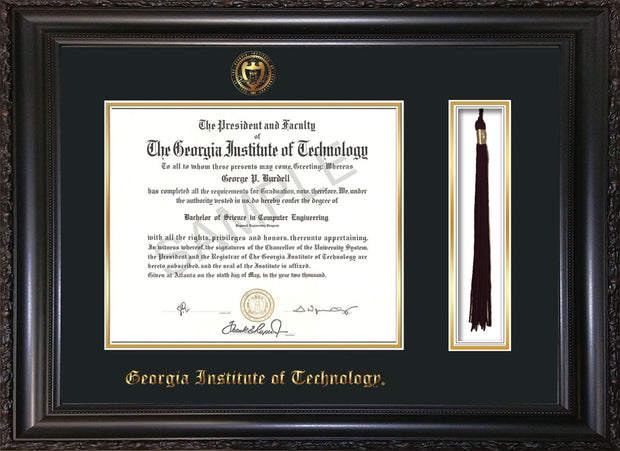 The President and Faculty
of
The Georgia Institute of Technology
To all to whom these presents may come, Greeting: Whereas
George P. Burdell
has completed all the requirements for Graduation, now, therefore, We, under
the authority vested in us, do hereby confer the degree of
Bachelor of Science in Computer Engineering
Regents' Engineering Program
with all the rights, privileges and honors, thereunto appertaining.
In witness whereof, the signatures of the Chancellor of the University System,
the President and the Registrar of The Georgia Institute of Technology are
hereto subscribed, and the seal of the Institute is affixed.
Given at Atlanta on the sixth day of May, in the year two thousand.
SAMPLE
Georgia Institute of Technology®